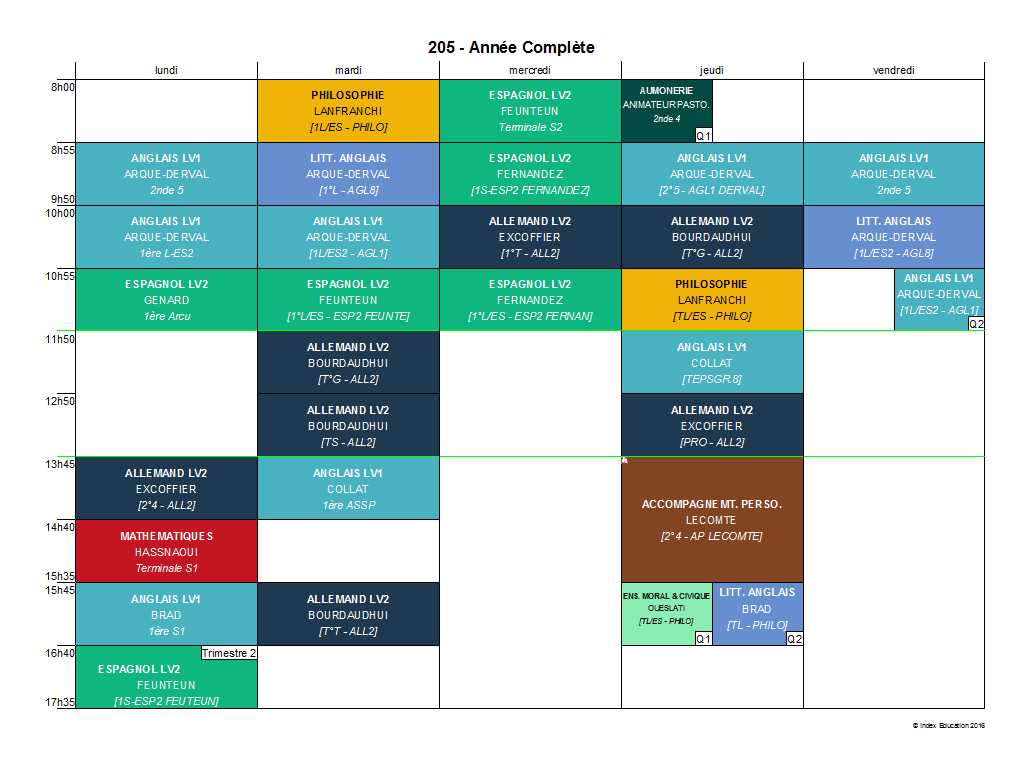 205 - Année Complète
lundi mardi mercredi jeudi vendredi
8h00
PHILOSOPHIE
LANFRANCHI
[1L/ES - PHILO]
ESPAGNOL LV2
FEUNTEUN
Terminale S2
AUMONERIE
ANIMATEUR PASTO.
2nde 4
Q1
8h55
ANGLAIS LV1
ARQUE-DERVAL
2nde 5
LITT. ANGLAIS
ARQUE-DERVAL
[1°L - AGL8]
ESPAGNOL LV2
FERNANDEZ
[1S-ESP2 FERNANDEZ]
ANGLAIS LV1
ARQUE-DERVAL
[2°5 - AGL1 DERVAL]
ANGLAIS LV1
ARQUE-DERVAL
2nde 5
9h50
10h00
ANGLAIS LV1
ARQUE-DERVAL
1ère L-ES2
ANGLAIS LV1
ARQUE-DERVAL
[1L/ES2 - AGL1]
ALLEMAND LV2
EXCOFFIER
[1°T - ALL2]
ALLEMAND LV2
BOURDAUDHUI
[T°G - ALL2]
LITT. ANGLAIS
ARQUE-DERVAL
[1L/ES2 - AGL8]
10h55
ESPAGNOL LV2
GENARD
1ère Arcu
ESPAGNOL LV2
FEUNTEUN
[1°L/ES - ESP2 FEUNTE]
ESPAGNOL LV2
FERNANDEZ
[1°L/ES - ESP2 FERNAN]
PHILOSOPHIE
LANFRANCHI
[TL/ES - PHILO]
ANGLAIS LV1
ARQUE-DERVAL
[1L/ES2 - AGL1]
Q2
11h50
ALLEMAND LV2
BOURDAUDHUI
[T°G - ALL2]
ANGLAIS LV1
COLLAT
[TEPSGR.8]
12h50
ALLEMAND LV2
BOURDAUDHUI
[TS - ALL2]
ALLEMAND LV2
EXCOFFIER
[PRO - ALL2]
13h45
ALLEMAND LV2
EXCOFFIER
[2°4 - ALL2]
ANGLAIS LV1
COLLAT
1ère ASSP
ACCOMPAGNEMT. PERSO.
LECOMTE
[2°4 - AP LECOMTE]
14h40
MATHEMATIQUES
HASSNAOUI
Terminale S1
15h35
15h45
ANGLAIS LV1
BRAD
1ère S1
ALLEMAND LV2
BOURDAUDHUI
[T°T - ALL2]
ENS. MORAL & CIVIQUE
OUESLATI
[TL/ES - PHILO]
Q1
LITT. ANGLAIS
BRAD
[TL - PHILO]
Q2
16h40
Trimestre 2
ESPAGNOL LV2
FEUNTEUN
[1S-ESP2 FEUTEUN]
17h35
© Index Education 2016